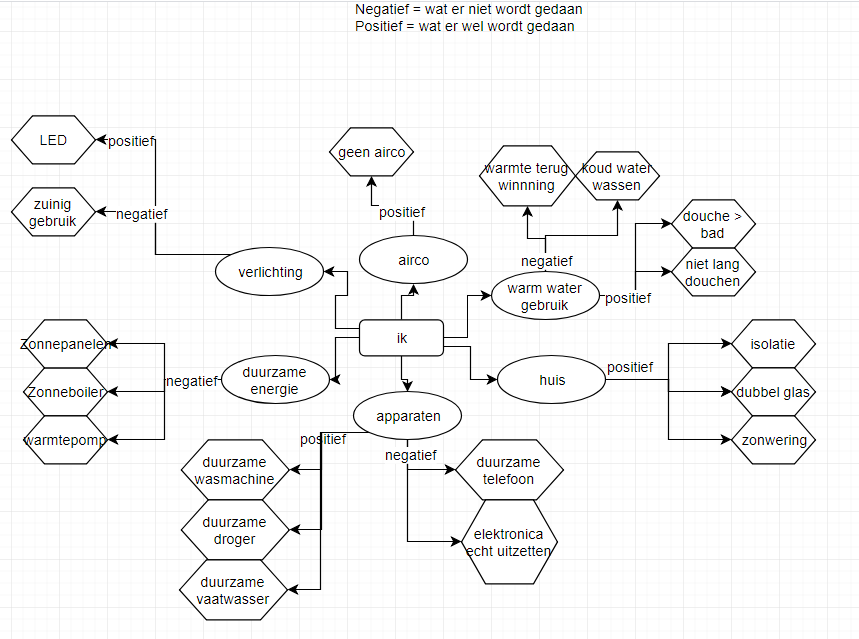 Negatief = wat er niet wordt gedaan
Positief = wat er wel wordt gedaan
LED
positief
zuinig
gebruik
negatief
verlichting
geen airco
positief
airco
warmte terug
winnning
koud water
wassen
negatief
warm water
gebruik
positief
douche >
bad
niet lang
douchen
ik
Zonnepanelen
Zonneboiler
warmtepomp
negatief
duurzame
energie
huis
positief
isolatie
dubbel glas
zonwering
apparaten
positief
duurzame
wasmachine
duurzame
droger
duurzame
vaatwasser
negatief
duurzame
telefoon
elektronica
echt uitzetten